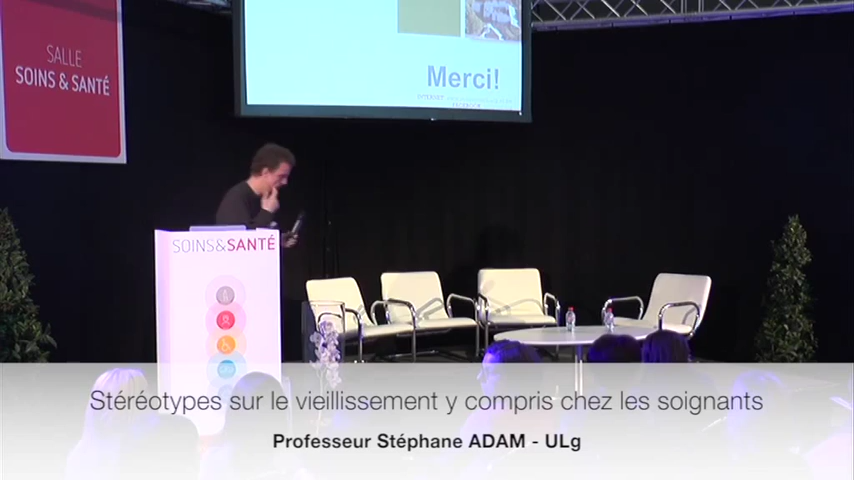 SALLE
SOINS & SANTÉ
Merci!
SOINS&SANTÉ
Stéréotypes sur le vieillissement y compris chez les soignants
Professeur Stéphane ADAM - ULg